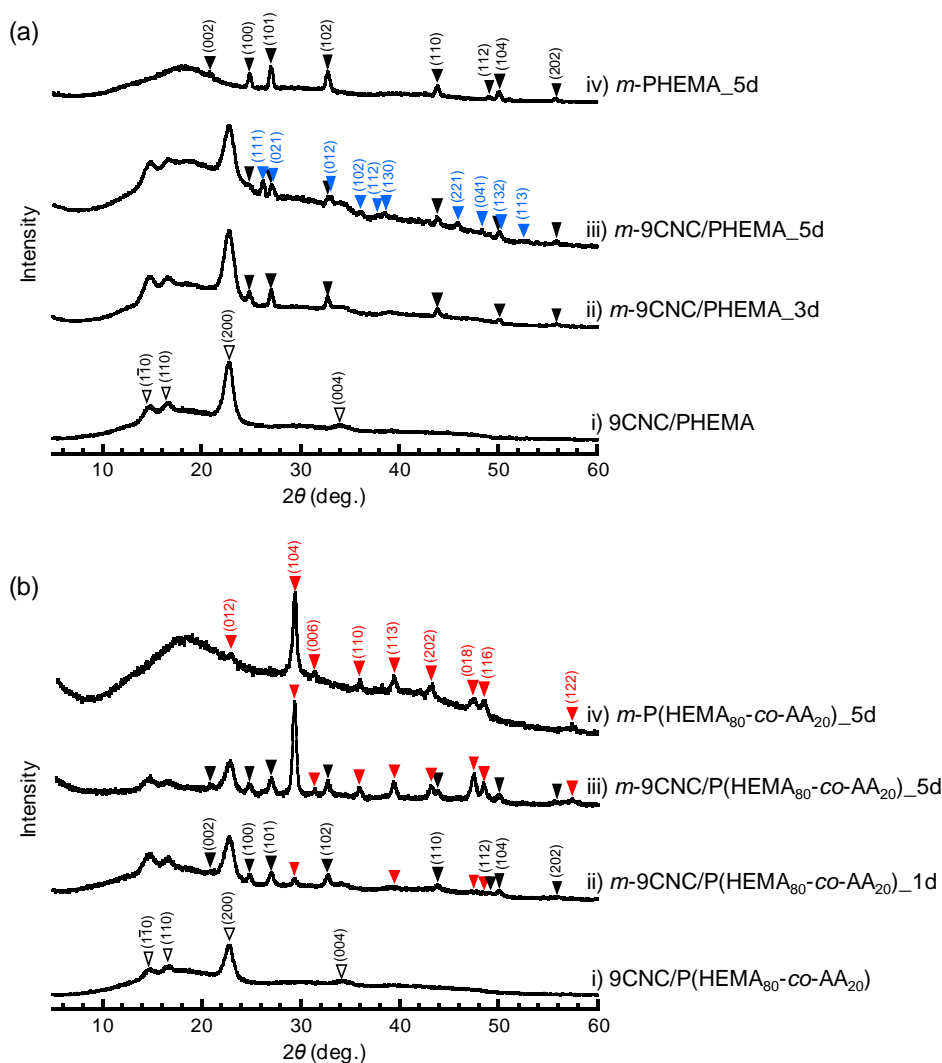 (a)
(002)
(100)
(101)
(102)
(110)
(112)
(104)
(202)
iv) m-PHEMA_5d
(111)
(021)
(012)
(102)
(112)
(130)
(221)
(041)
(132)
(113)
iii) m-9CNC/PHEMA_5d
ii) m-9CNC/PHEMA_3d
(11̄0)
(110)
(200)
(004)
i) 9CNC/PHEMA
Intensity
10 20 30 40 50 60
2θ (deg.)
(b)
(012)
(104)
(006)
(110)
(113)
(202)
(018)
(116)
(122)
iv) m-P(HEMA₈₀-co-AA₂₀)_5d
iii) m-9CNC/P(HEMA₈₀-co-AA₂₀)_5d
(002)
(100)
(101)
(102)
(110)
(112)
(104)
(202)
ii) m-9CNC/P(HEMA₈₀-co-AA₂₀)_1d
(11̄0)
(110)
(200)
(004)
i) 9CNC/P(HEMA₈₀-co-AA₂₀)
Intensity
10 20 30 40 50 60
2θ (deg.)